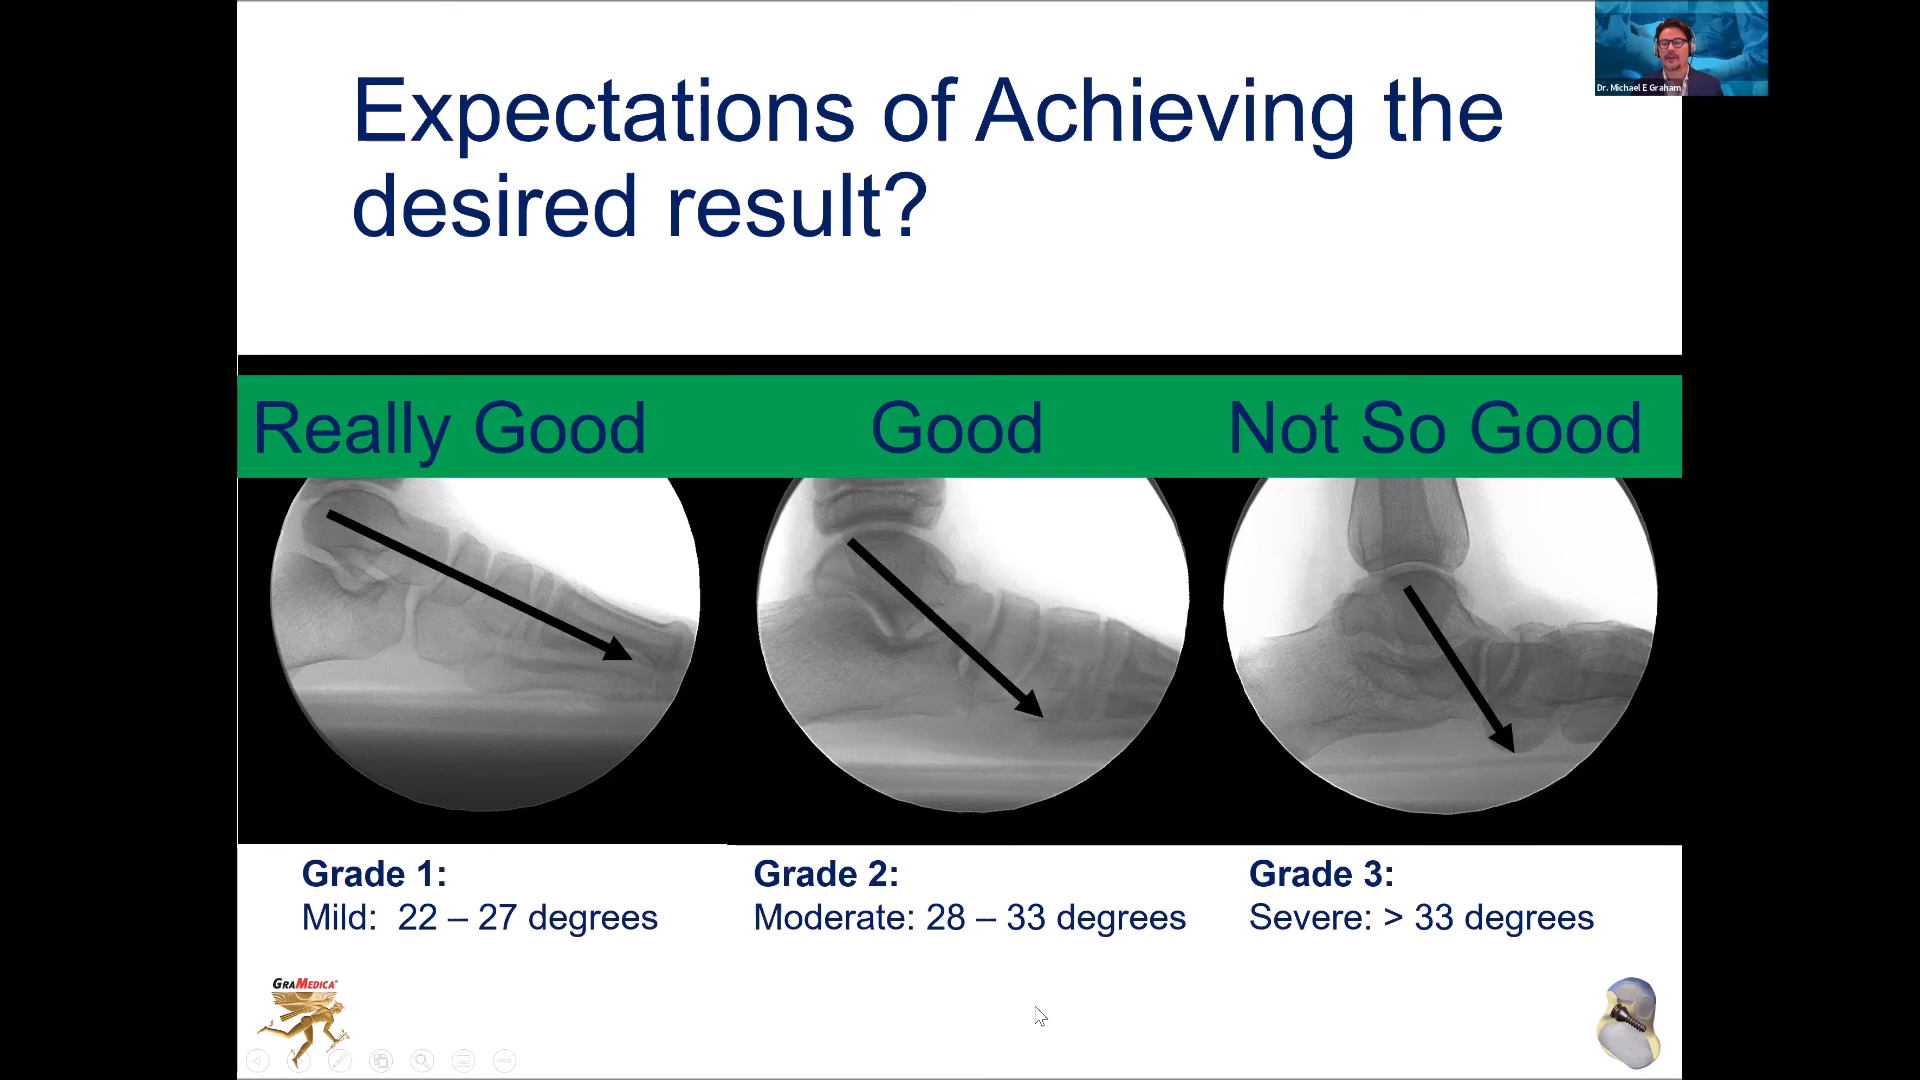 Dr. Michael E Graham
Expectations of Achieving the
desired result?
Really Good
Good
Not So Good
Grade 1:
Mild:  22 – 27 degrees
Grade 2:
Moderate: 28 – 33 degrees
Grade 3:
Severe: > 33 degrees
GRAMEDICA®